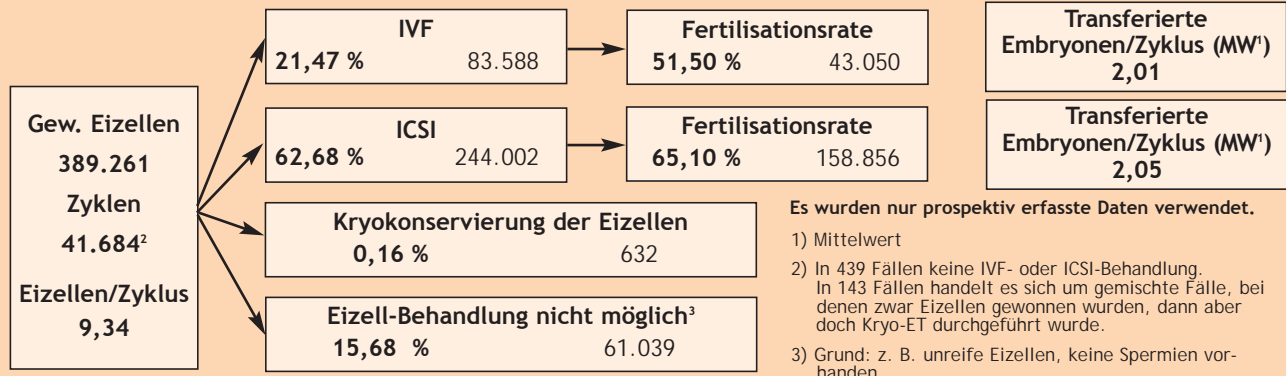 Gew. Eizellen
389.261
Zyklen
41.684²
Eizellen/Zyklus
9,34
IVF
21,47 % 83.588
Fertilisationsrate
51,50 % 43.050
Transferierte
Embryonen/Zyklus (MW¹)
2,01
ICSI
62,68 % 244.002
Fertilisationsrate
65,10 % 158.856
Transferierte
Embryonen/Zyklus (MW¹)
2,05
Kryokonservierung der Eizellen
0,16 % 632
Eizell-Behandlung nicht möglich³
15,68 % 61.039
Es wurden nur prospektiv erfasste Daten verwendet.
1) Mittelwert
2) In 439 Fällen keine IVF- oder ICSI-Behandlung.
In 143 Fällen handelt es sich um gemischte Fälle, bei
denen zwar Eizellen gewonnen wurden, dann aber
doch Kryo-ET durchgeführt wurde.
3) Grund: z. B. unreife Eizellen, keine Spermien vor-
handen